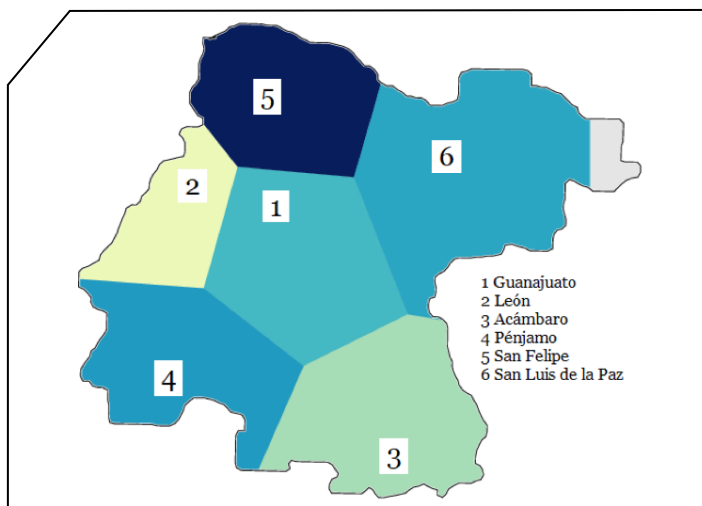 5
6
2
1
1 Guanajuato
2 León
3 Acámbaro
4 Pénjamo
5 San Felipe
6 San Luis de la Paz
4
3